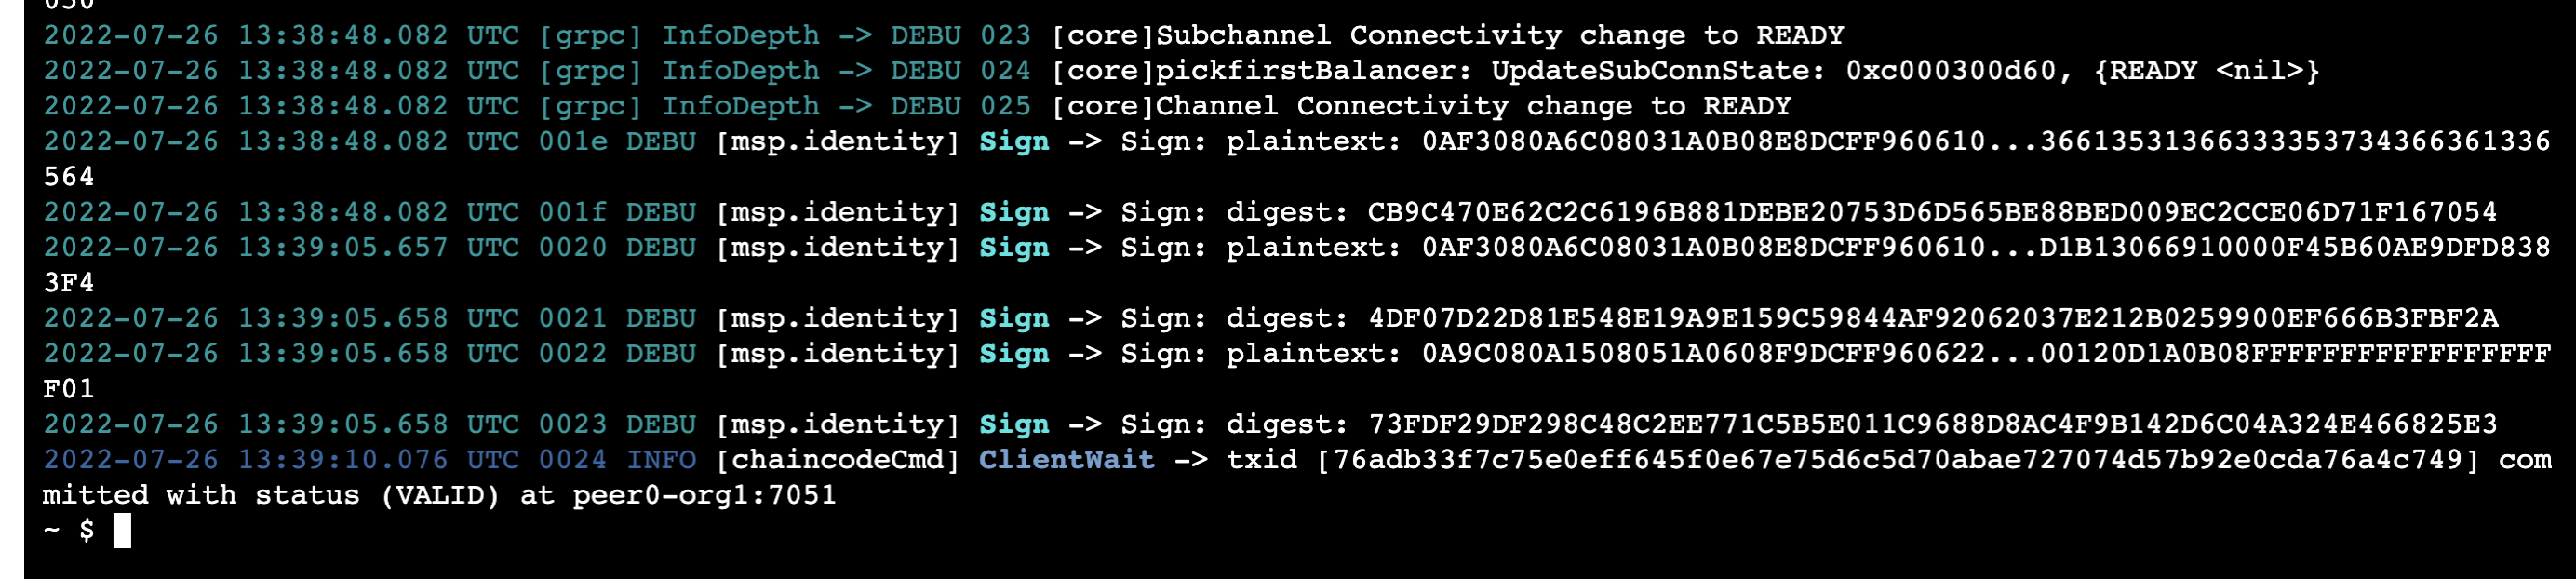 030
2022-07-26 13:38:48.082 UTC [grpc] InfoDepth -> DEBU 023 [core]Subchannel Connectivity change to READY
2022-07-26 13:38:48.082 UTC [grpc] InfoDepth -> DEBU 024 [core]pickfirstBalancer: UpdateSubConnState: 0xc000300d60, {READY <nil>}
2022-07-26 13:38:48.082 UTC [grpc] InfoDepth -> DEBU 025 [core]Channel Connectivity change to READY
2022-07-26 13:38:48.082 UTC 001e DEBU [msp.identity] Sign -> Sign: plaintext: 0AF3080A6C08031A0B08E8DCFF960610...3661353136633335373436636133​6
564
2022-07-26 13:38:48.082 UTC 001f DEBU [msp.identity] Sign -> Sign: digest: CB9C470E62C2C6196B881DEBE20753D6D565BE88BED009EC2CCE06D71F167054
2022-07-26 13:39:05.657 UTC 0020 DEBU [msp.identity] Sign -> Sign: plaintext: 0AF3080A6C08031A0B08E8DCFF960610...D1B13066910000F45B60AE9DFD838
3F4
2022-07-26 13:39:05.658 UTC 0021 DEBU [msp.identity] Sign -> Sign: digest: 4DF07D22D81E548E19A9E159C59844AF92062037E212B0259900EF666B3FBF2A
2022-07-26 13:39:05.658 UTC 0022 DEBU [msp.identity] Sign -> Sign: plaintext: 0A9C080A1508051A0608F9DCFF960622...00120D1A0B08FFFFFFFFFFFFFFFFF
F01
2022-07-26 13:39:05.658 UTC 0023 DEBU [msp.identity] Sign -> Sign: digest: 73FDF29DF298C48C2EE771C5B5E011C9688D8AC4F9B142D6C04A324E466825E3
2022-07-26 13:39:10.076 UTC 0024 INFO [chaincodeCmd] ClientWait -> txid [76adb33f7c75e0eff645f0e67e75d6c5d70abae727074d57b92e0cda76a4c749] com
mitted with status (VALID) at peer0-org1:7051
~ $